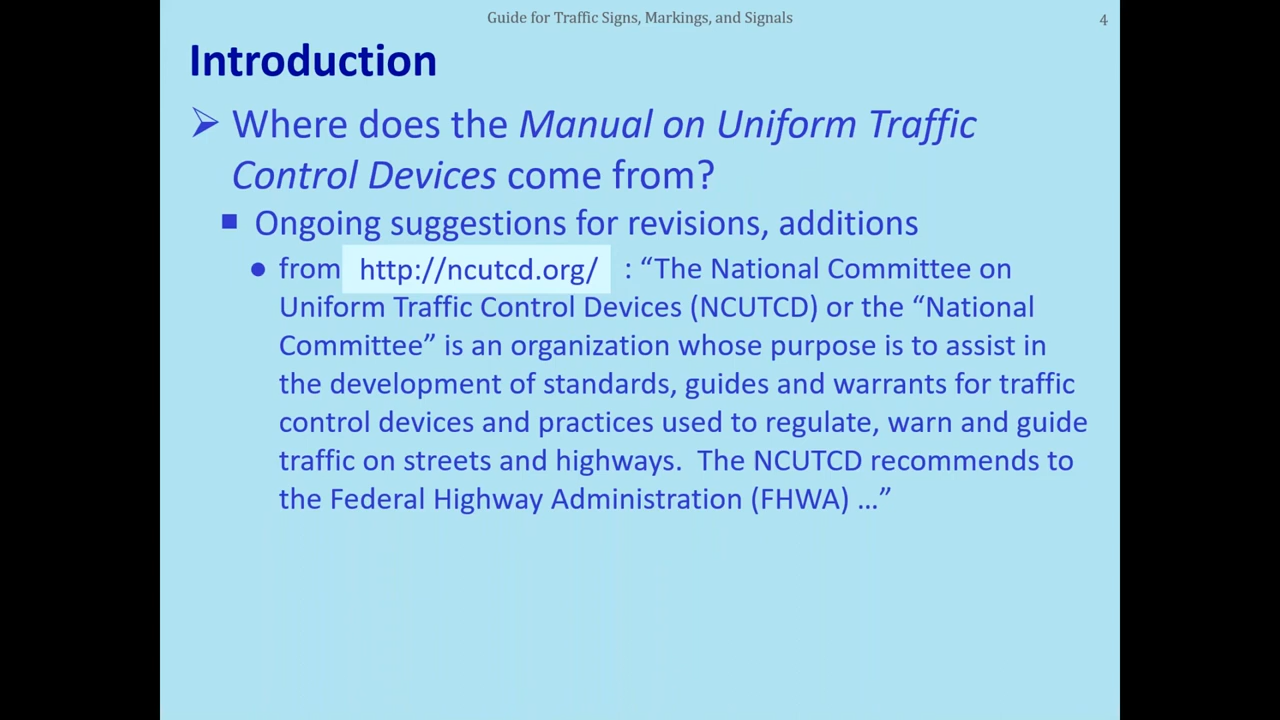 Guide for Traffic Signs, Markings, and Signals
4
Introduction
Where does the Manual on Uniform Traffic
Control Devices come from?
Ongoing suggestions for revisions, additions
from http://ncutcd.org/ : “The National Committee on
Uniform Traffic Control Devices (NCUTCD) or the “National
Committee” is an organization whose purpose is to assist in
the development of standards, guides and warrants for traffic
control devices and practices used to regulate, warn and guide
traffic on streets and highways.  The NCUTCD recommends to
the Federal Highway Administration (FHWA) …”